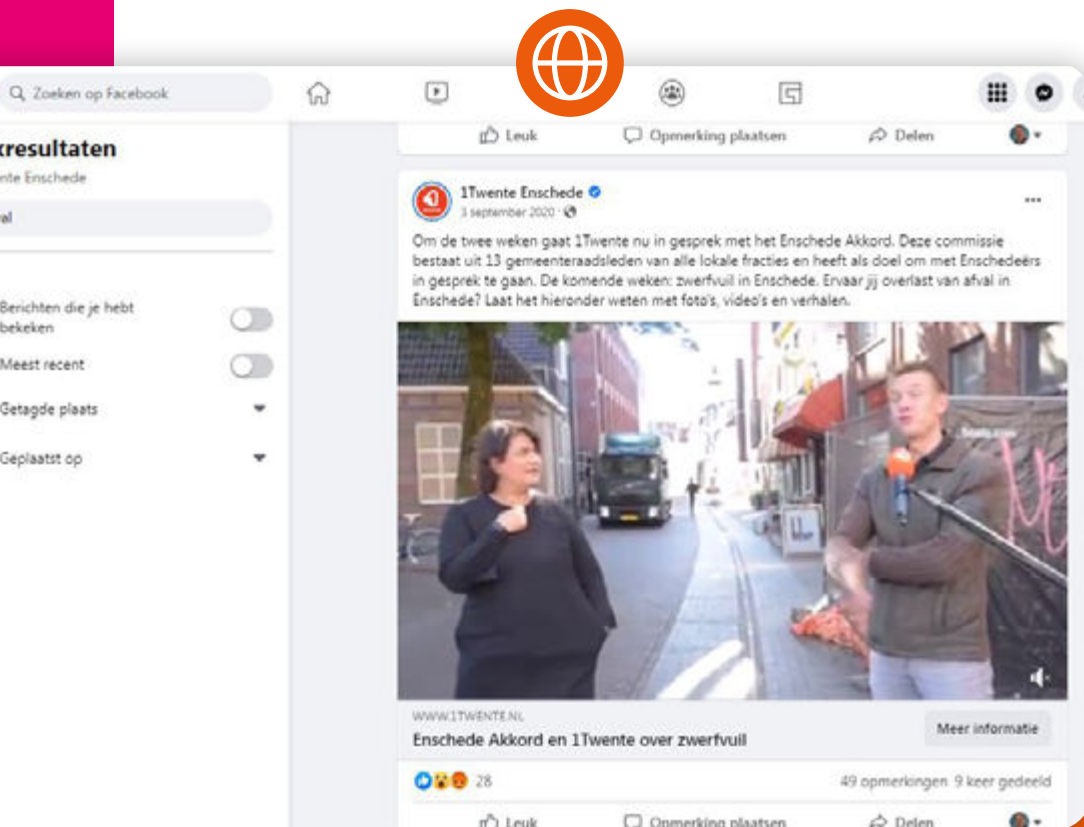 Zoeken op Facebook
kresultaten
nte Enschede
al
Berichten die je hebt
bekeken
Meest recent
Getagde plaats
Geplaatst op
Leuk Opmerking plaatsen Delen
1Twente Enschede
3 september 2020
Om de twee weken gaat 1Twente nu in gesprek met het Enschede Akkord. Deze commissie
bestaat uit 13 gemeenteraadsleden van alle lokale fracties en heeft als doel om met Enschedeërs
in gesprek te gaan. De komende weken: zwerfvuil in Enschede. Ervaar jij overlast van afval in
Enschede? Laat het hieronder weten met foto's, video's en verhalen.
WWW.1TWENTE.NL
Enschede Akkord en 1Twente over zwerfvuil
Meer informatie
28
49 opmerkingen 9 keer gedeeld
Leuk Opmerking plaatsen Delen